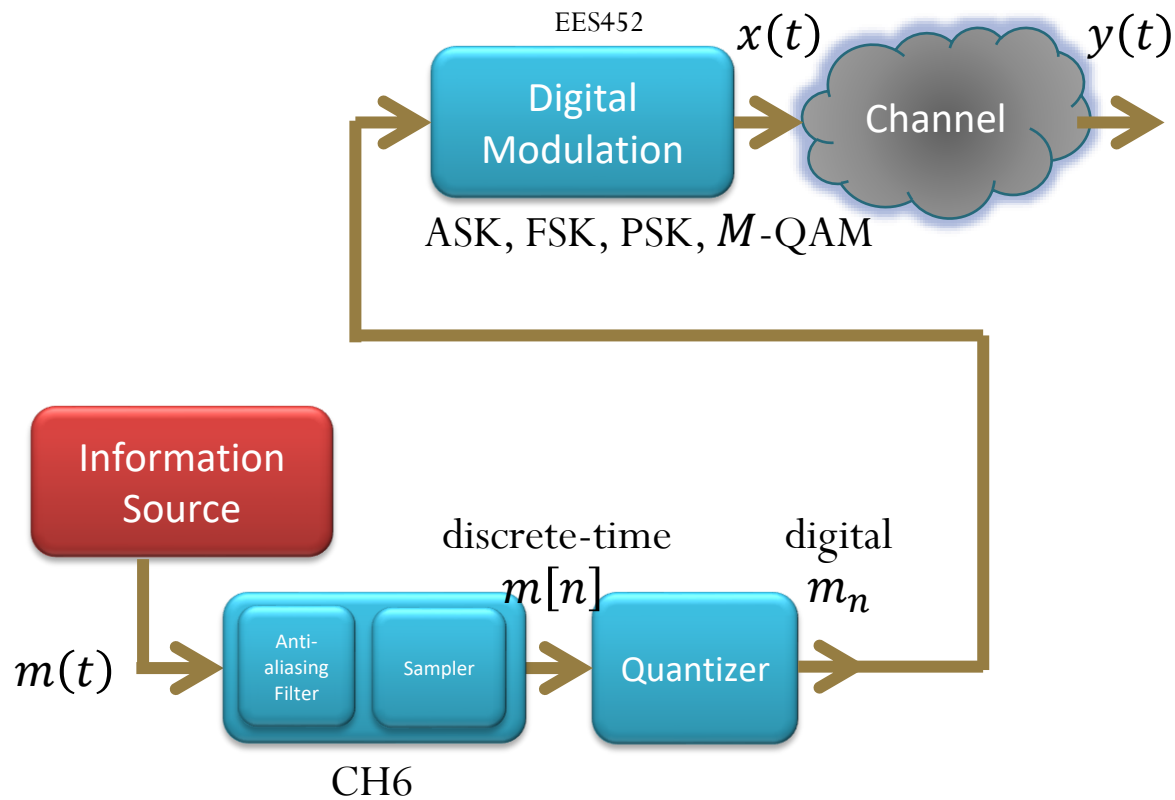 EES452
x(t)
y(t)
Digital
Modulation
Channel
ASK, FSK, PSK, M-QAM
Information
Source
discrete-time
m[n]
digital
mₙ
m(t)
Anti-
aliasing
Filter
Sampler
Quantizer
CH6